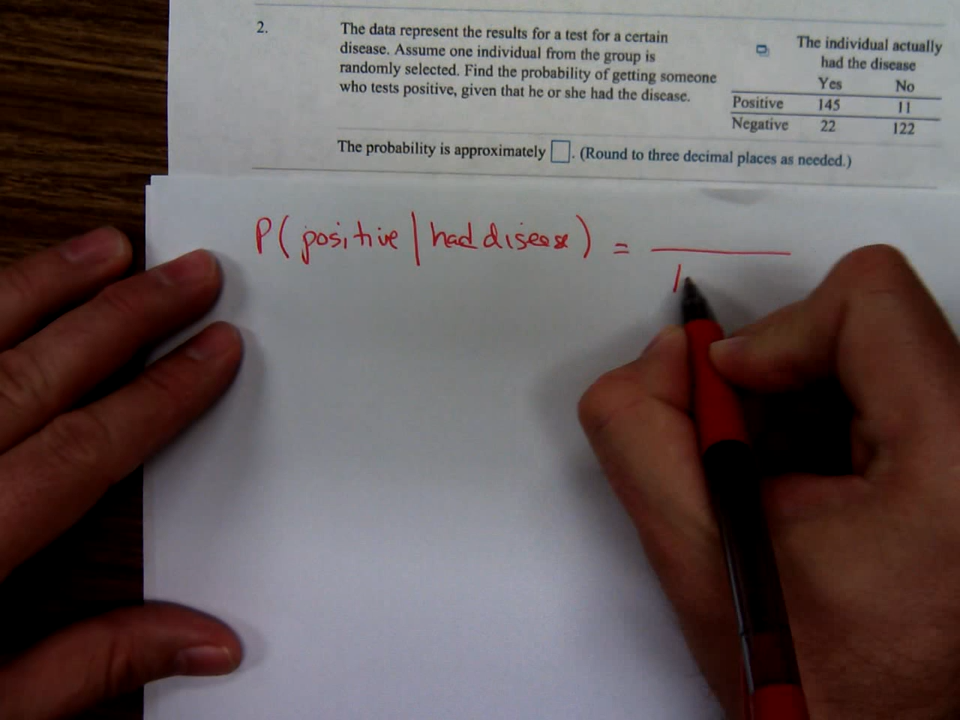 2.
The data represent the results for a test for a certain
disease. Assume one individual from the group is
randomly selected. Find the probability of getting someone
who tests positive, given that he or she had the disease.
The individual actually
had the disease
Yes No
Positive 145 11
Negative 22 122
The probability is approximately . (Round to three decimal places as needed.)
P(positive | had disease) =
1